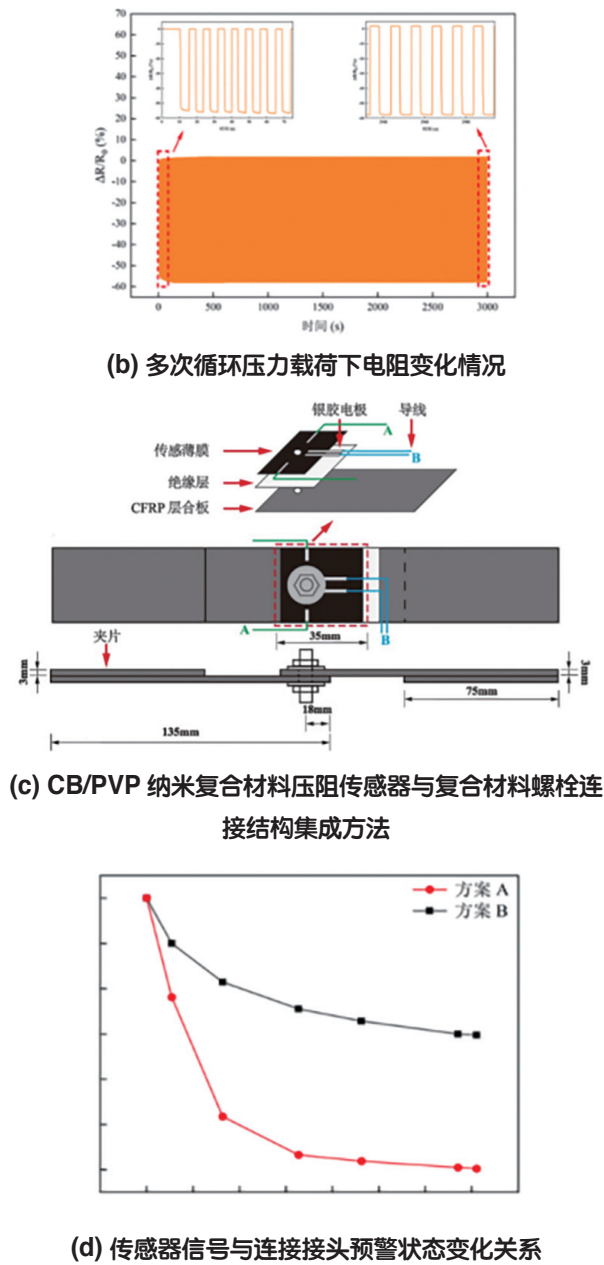 70
60
50
40
30
20
10
0
-10
-20
-30
-40
-50
-60
ΔR/R₀ (%)
0 500 1000 1500 2000 2500 3000
时间 (s)
(b) 多次循环压力载荷下电阻变化情况
银胶电极 导线
A
传感薄膜
B
绝缘层
CFRP 层合板
A
35mm
B
夹片
3mm
3mm
18mm
75mm
135mm
(c) CB/PVP 纳米复合材料压阻传感器与复合材料螺栓连
接结构集成方法
方案 A
方案 B
(d) 传感器信号与连接接头预警状态变化关系